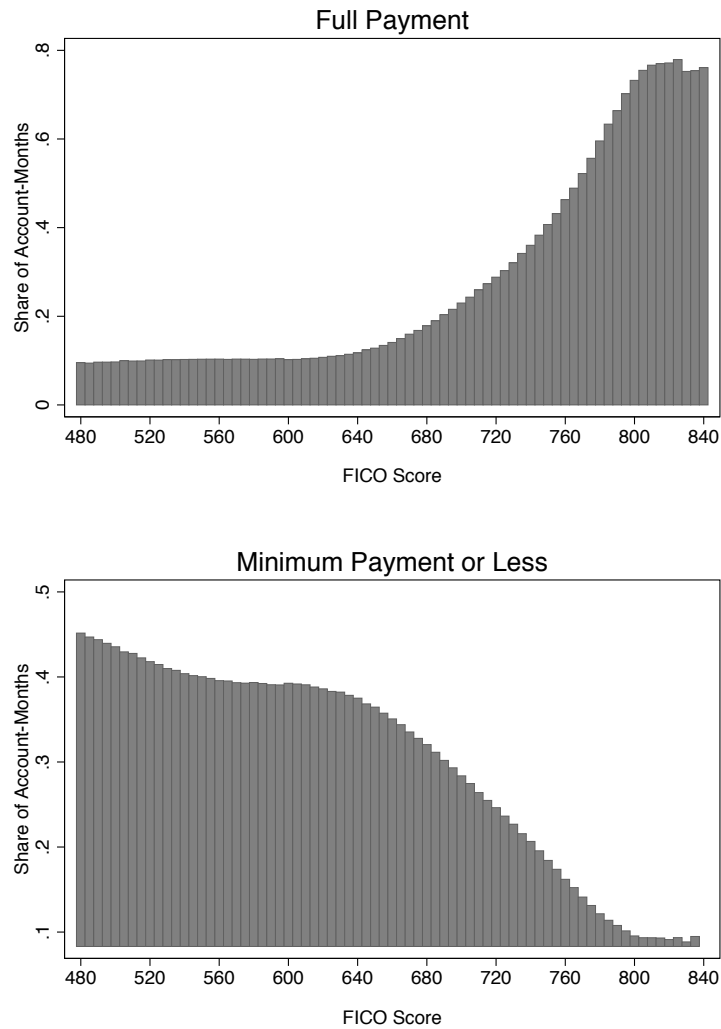 Full Payment
.8
.6
.4
.2
0
Share of Account-Months
480 520 560 600 640 680 720 760 800 840
FICO Score
Minimum Payment or Less
.5
.4
.3
.2
.1
Share of Account-Months
480 520 560 600 640 680 720 760 800 840
FICO Score